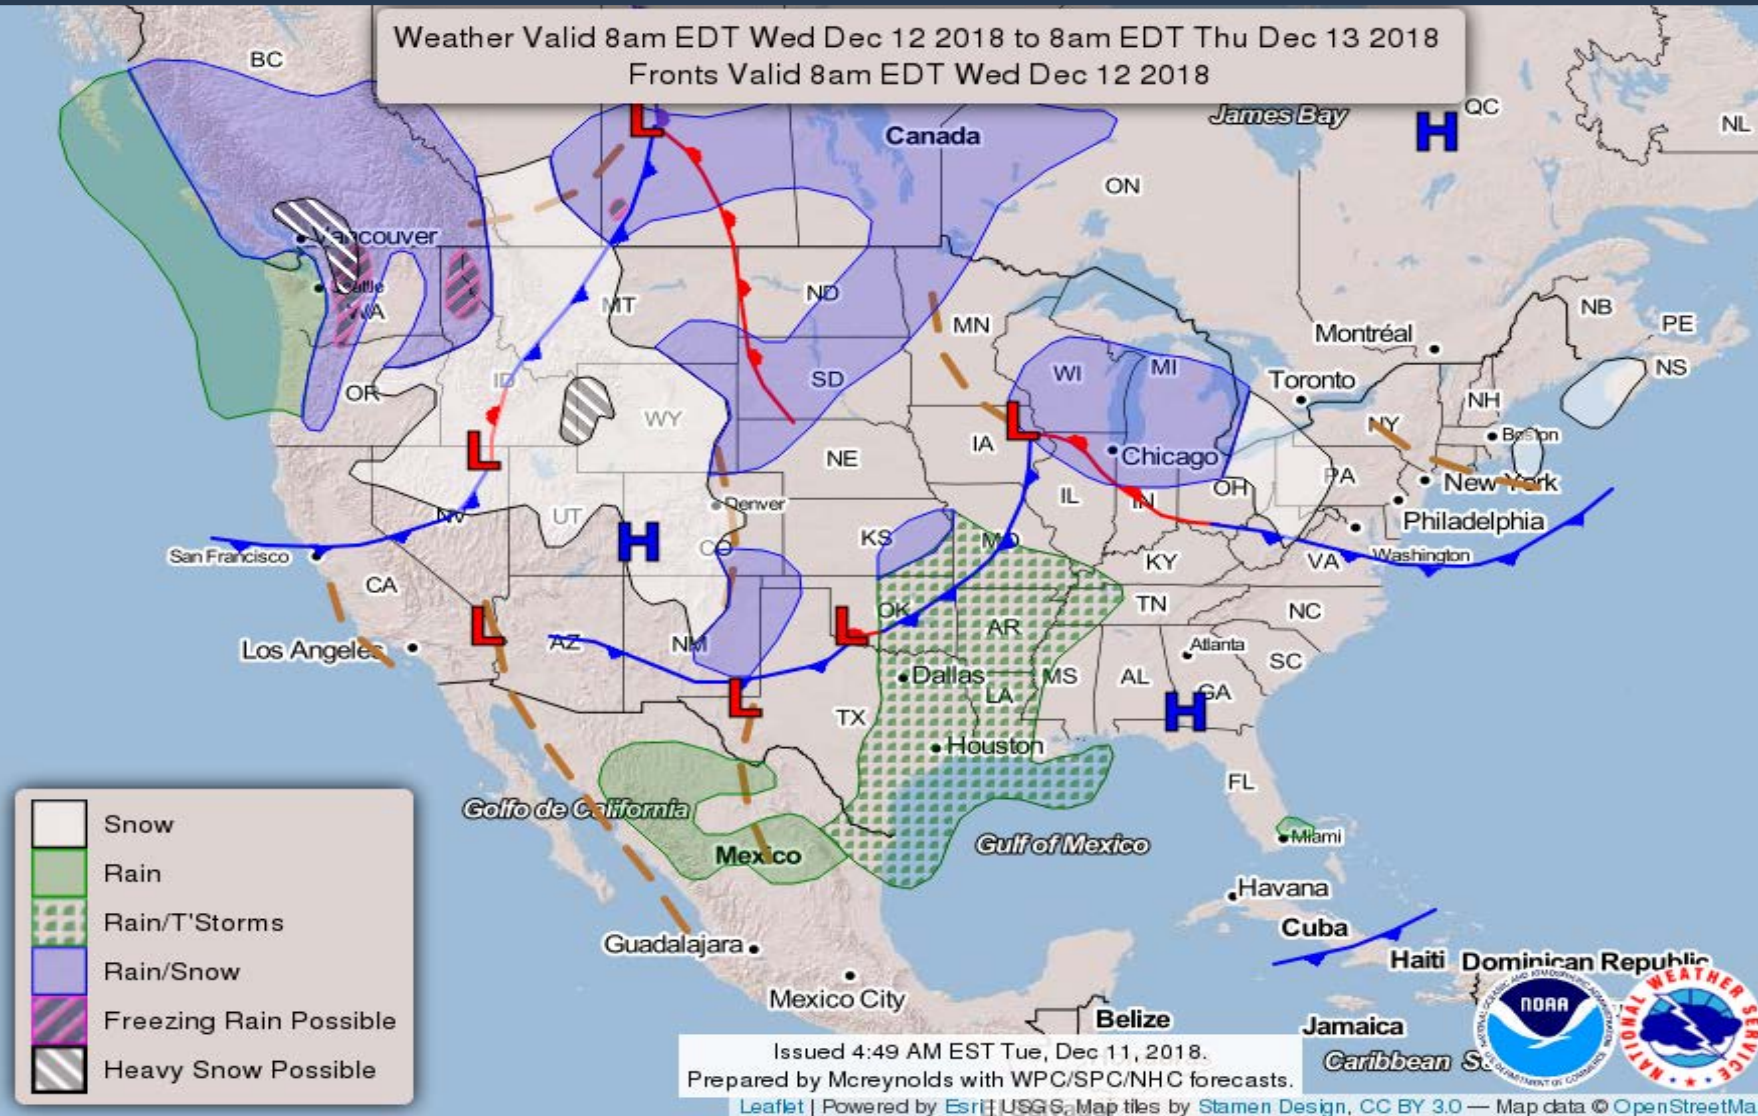 Weather Valid 8am EDT Wed Dec 12 2018 to 8am EDT Thu Dec 13 2018
Fronts Valid 8am EDT Wed Dec 12 2018
BC
L
James Bay
H
QC
NL
Canada
ON
Vancouver
Seattle
WA
MT
ND
MN
NB
PE
Montréal
NS
OR
ID
SD
WI
MI
Toronto
NH
WY
L
NY
Boston
L
IA
NE
Chicago
PA
New York
IL
IN
OH
Denver
Philadelphia
NV
UT
H
CO
KS
MO
Washington
San Francisco
KY
VA
CA
L
L
OK
AR
TN
NC
Los Angeles
AZ
NM
Atlanta
SC
Dallas
MS
AL
GA
L
LA
H
TX
Houston
FL
Golfo de California
Miami
Gulf of Mexico
Mexico
Havana
Cuba
Guadalajara
Haiti
Dominican Republic
Mexico City
Belize
Jamaica
Caribbean
Snow
Rain
Rain/T'Storms
Rain/Snow
Freezing Rain Possible
Heavy Snow Possible
NOAA
NATIONAL WEATHER SERVICE
Issued 4:49 AM EST Tue, Dec 11, 2018.
Prepared by Mcreynolds with WPC/SPC/NHC forecasts.
Leaflet | Powered by Esri | USGS, Map tiles by Stamen Design, CC BY 3.0 — Map data © OpenStreetMa